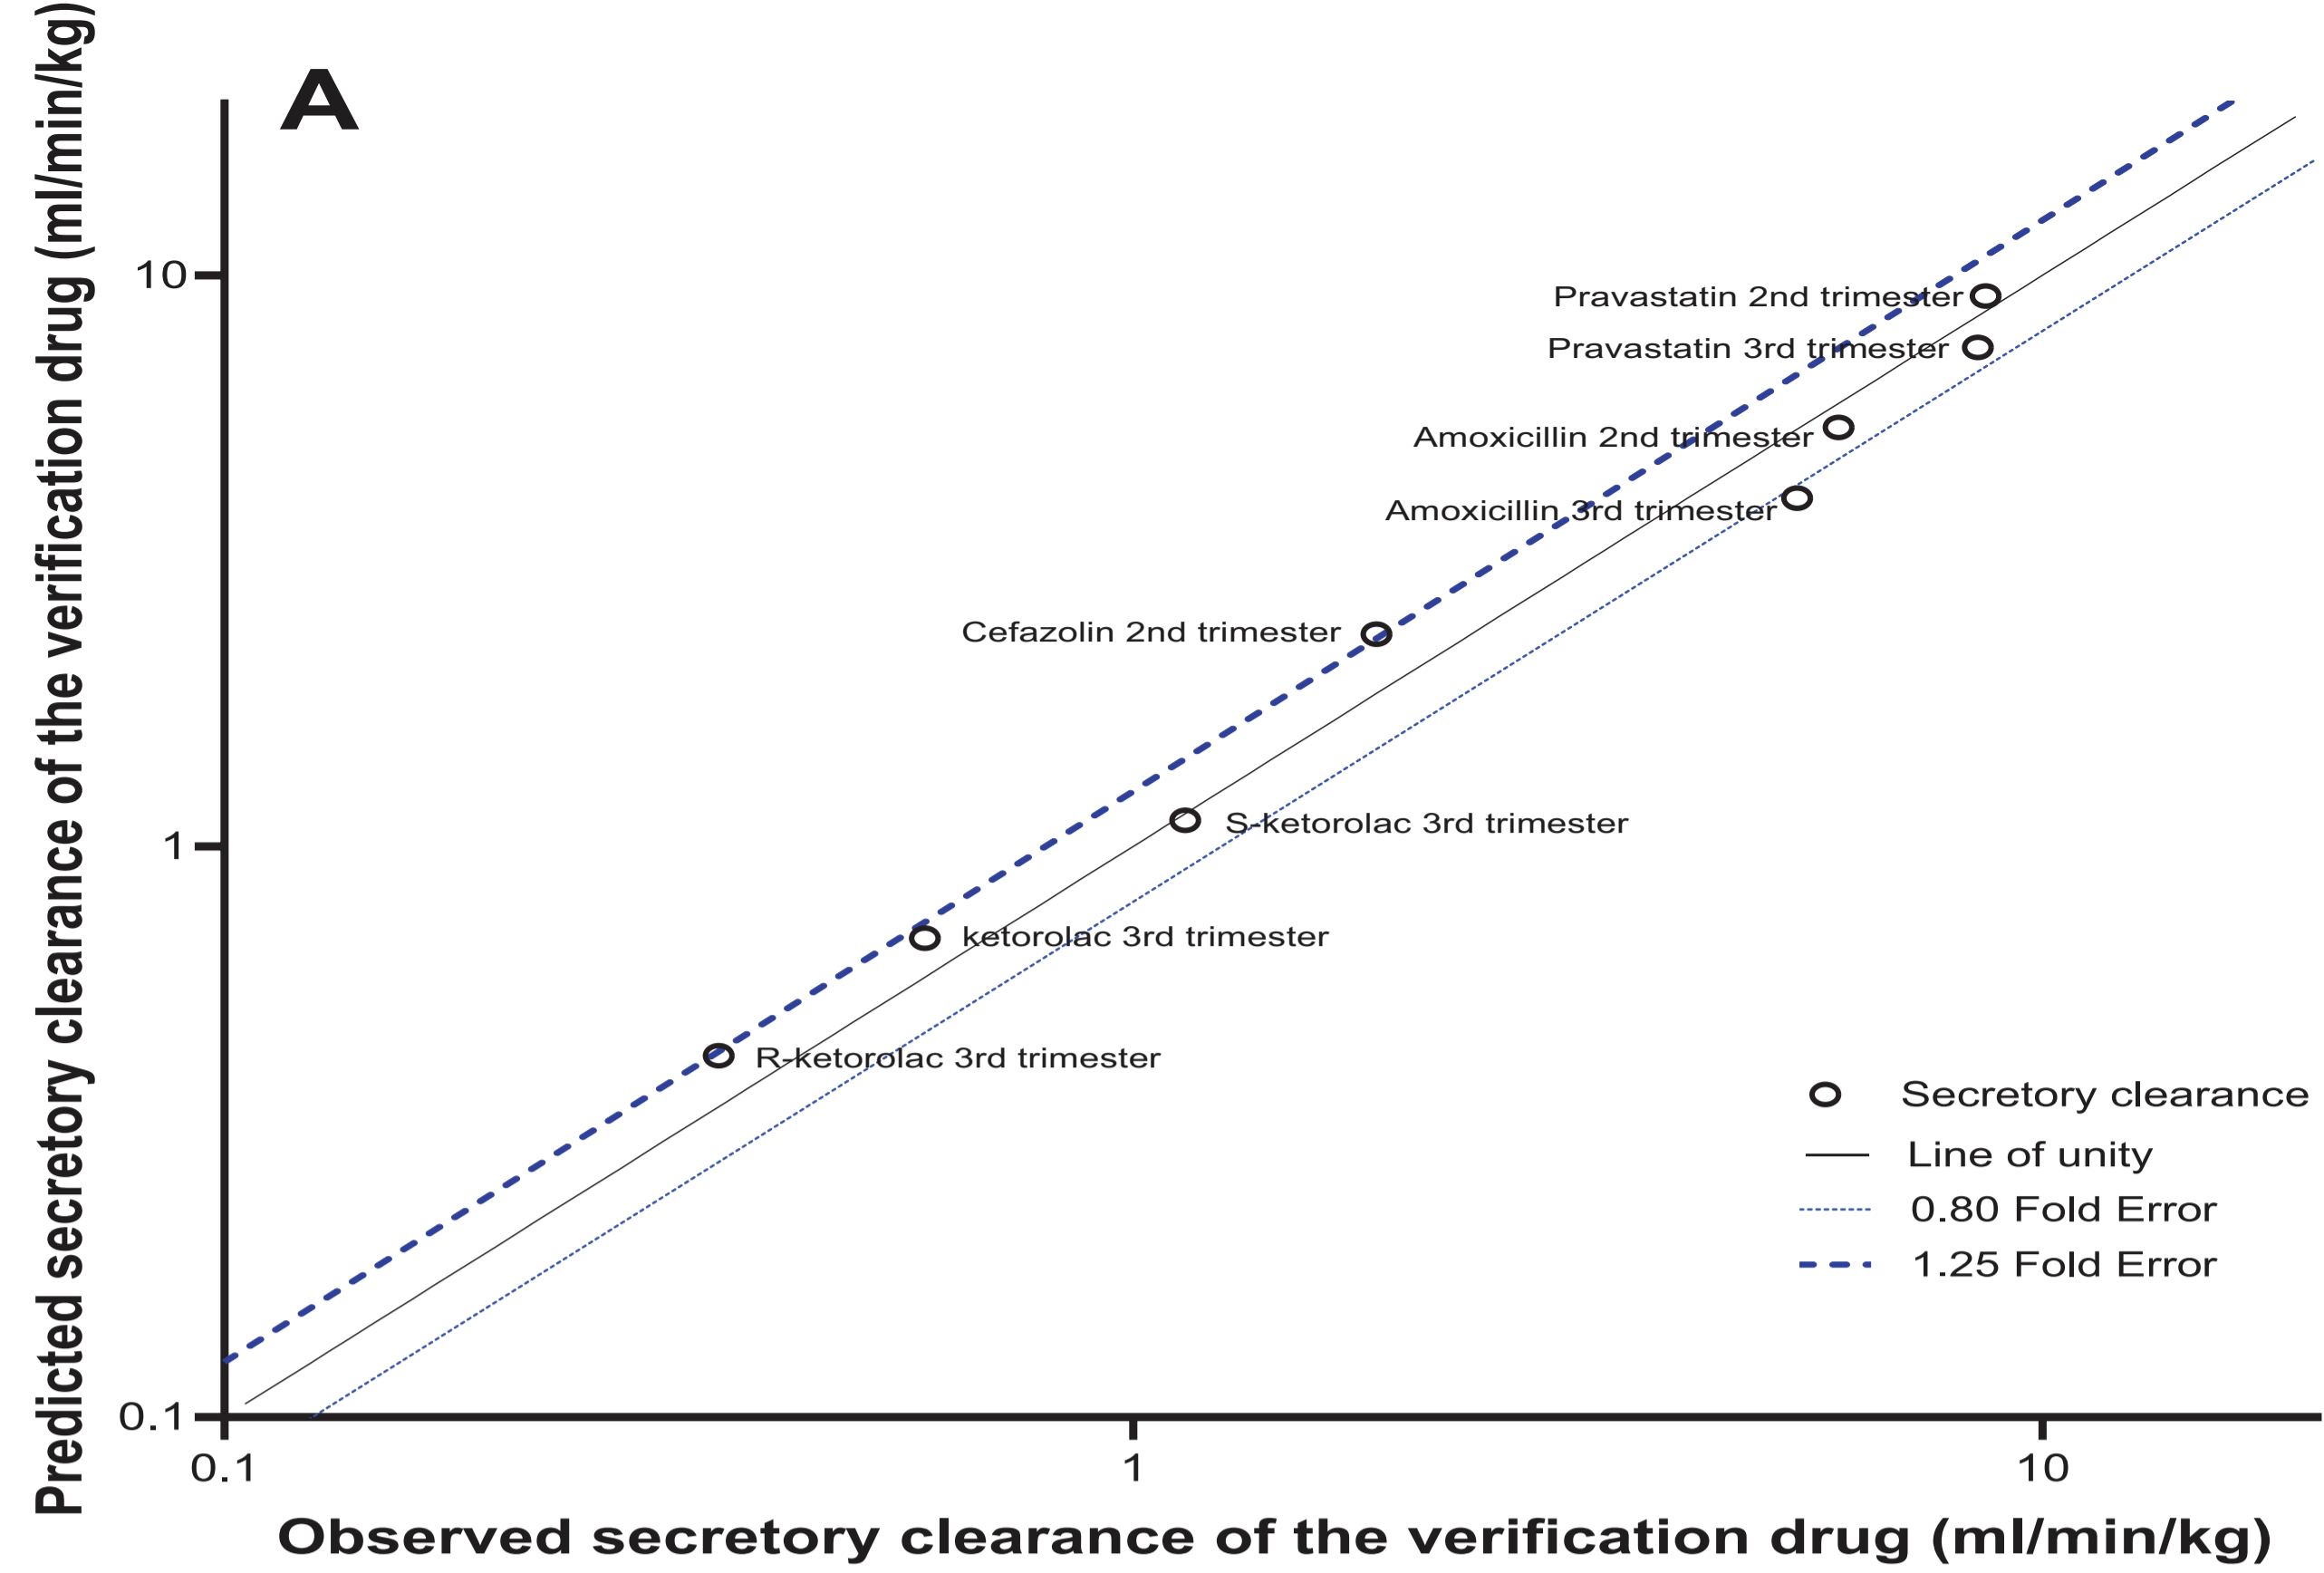 A
Predicted secretory clearance of the verification drug (ml/min/kg)
10
1
0.1
Pravastatin 2nd trimester
Pravastatin 3rd trimester
Amoxicillin 2nd trimester
Amoxicillin 3rd trimester
Cefazolin 2nd trimester
S-ketorolac 3rd trimester
ketorolac 3rd trimester
R-ketorolac 3rd trimester
Secretory clearance
Line of unity
0.80 Fold Error
1.25 Fold Error
0.1
1
10
Observed secretory clearance of the verification drug (ml/min/kg)